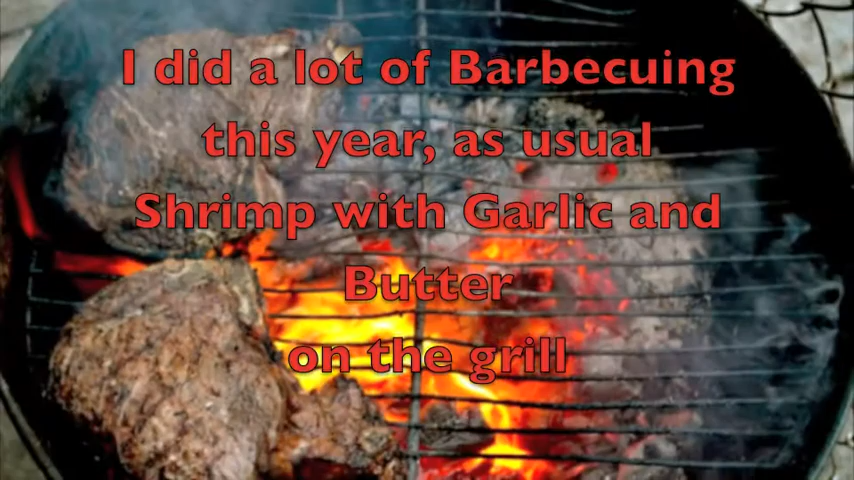 I did a lot of Barbecuing
this year, as usual
Shrimp with Garlic and
Butter
on the grill